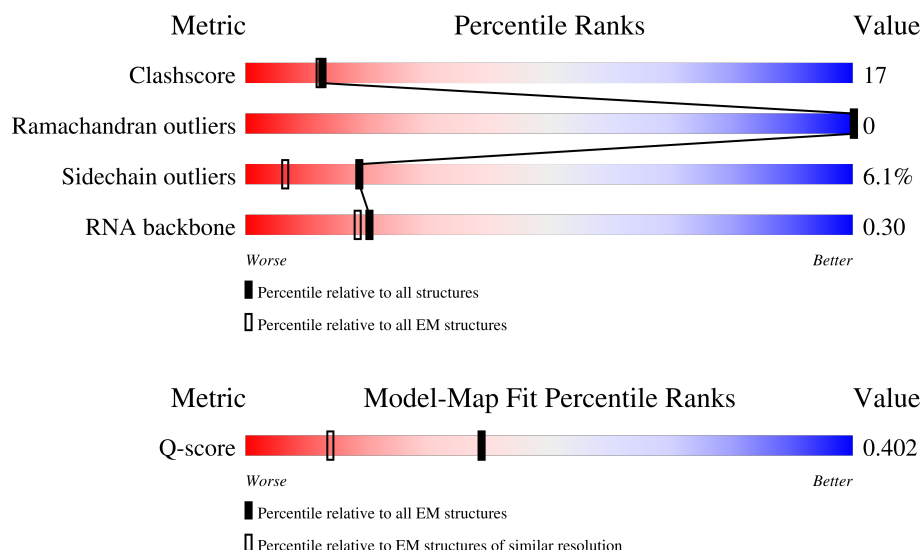 Metric Percentile Ranks Value
Clashscore 17
Ramachandran outliers 0
Sidechain outliers 6.1%
RNA backbone 0.30
Worse Better
Percentile relative to all structures
Percentile relative to all EM structures
Metric Model-Map Fit Percentile Ranks Value
Q-score 0.402
Worse Better
Percentile relative to all EM structures
Percentile relative to EM structures of similar resolution